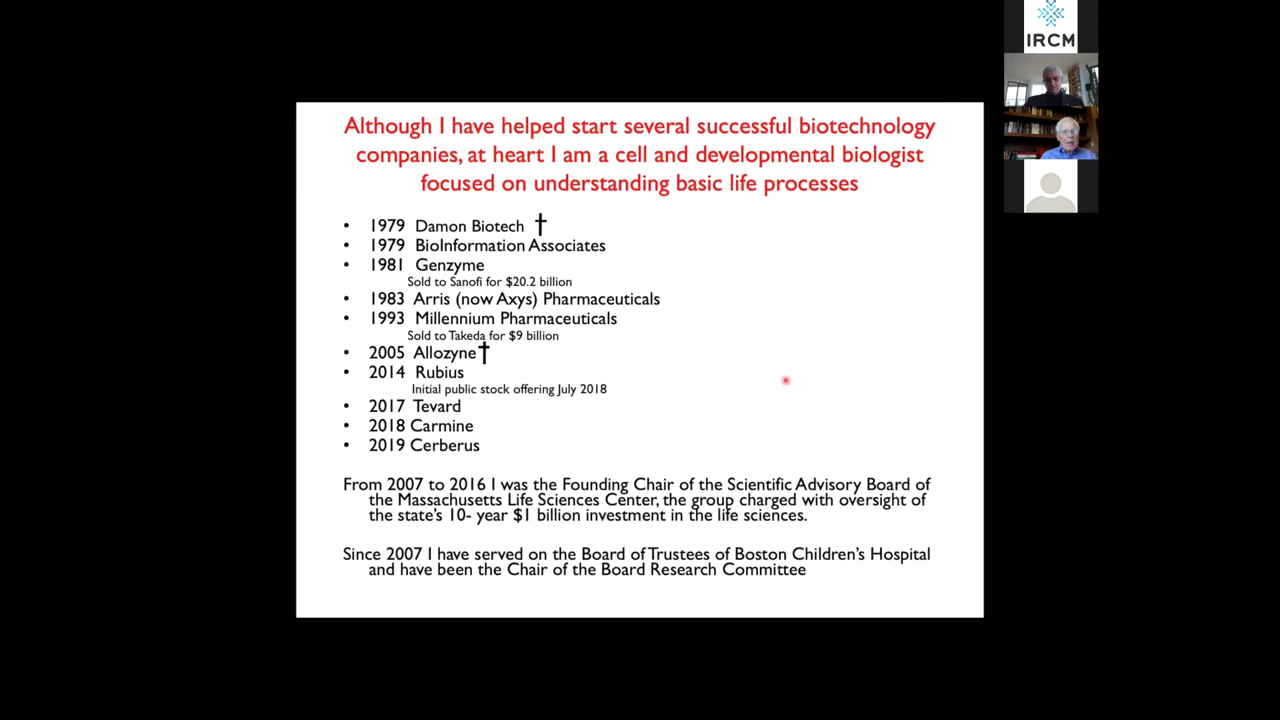 IRCM
Although I have helped start several successful biotechnology
companies, at heart I am a cell and developmental biologist
focused on understanding basic life processes
• 1979 Damon Biotech †
• 1979 BioInformation Associates
• 1981 Genzyme
Sold to Sanofi for $20.2 billion
• 1983 Arris (now Axys) Pharmaceuticals
• 1993 Millennium Pharmaceuticals
Sold to Takeda for $9 billion
• 2005 Allozyne †
• 2014 Rubius
Initial public stock offering July 2018
• 2017 Tevard
• 2018 Carmine
• 2019 Cerberus
From 2007 to 2016 I was the Founding Chair of the Scientific Advisory Board of
the Massachusetts Life Sciences Center, the group charged with oversight of
the state's 10- year $1 billion investment in the life sciences.
Since 2007 I have served on the Board of Trustees of Boston Children's Hospital
and have been the Chair of the Board Research Committee